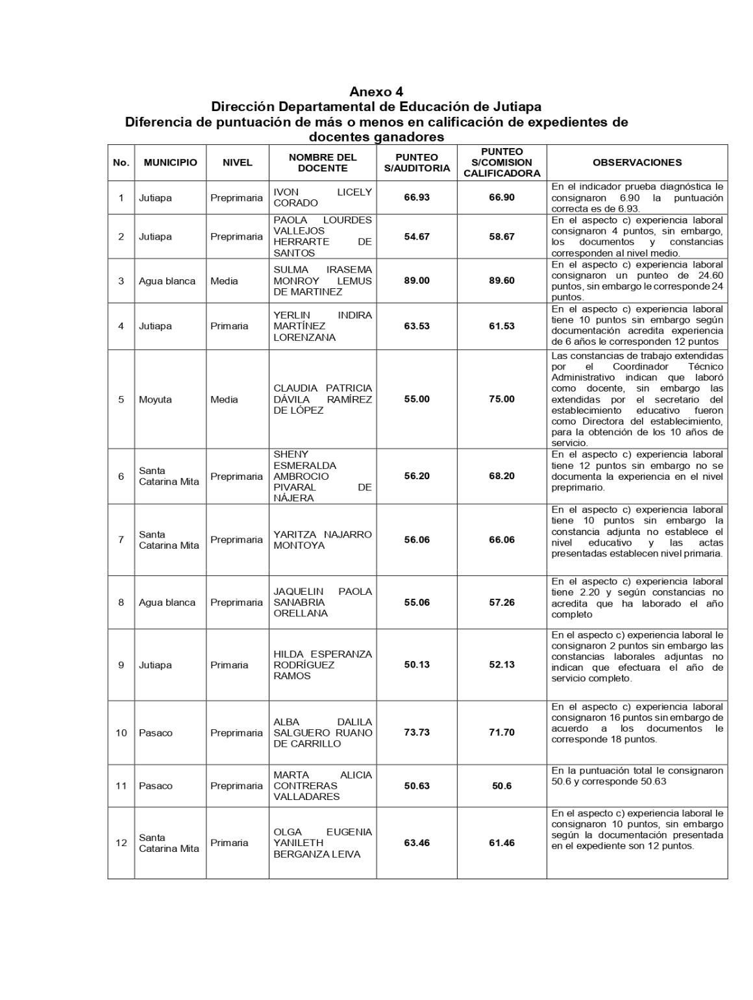 Anexo 4
Dirección Departamental de Educación de Jutiapa
Diferencia de puntuación de más o menos en calificación de expedientes de
docentes ganadores
No.
MUNICIPIO
NIVEL
NOMBRE DEL
DOCENTE
PUNTEO
S/AUDITORIA
PUNTEO
S/COMISION
CALIFICADORA
OBSERVACIONES
1
Jutiapa
Preprimaria
IVON LICELY
CORADO
66.93
66.90
En el indicador prueba diagnóstica le
consignaron 6.90 la puntuación
correcta es de 6.93.
2
Jutiapa
Preprimaria
PAOLA LOURDES
VALLEJOS
HERRARTE DE
SANTOS
54.67
58.67
En el aspecto c) experiencia laboral
consignaron 4 puntos, sin embargo,
los documentos y constancias
corresponden al nivel medio.
3
Agua blanca
Media
SULMA IRASEMA
MONROY LEMUS
DE MARTINEZ
89.00
89.60
En el aspecto c) experiencia laboral
consignaron un punteo de 24.60
puntos, sin embargo le corresponde 24
puntos.
4
Jutiapa
Primaria
YERLIN INDIRA
MARTÍNEZ
LORENZANA
63.53
61.53
En el aspecto c) experiencia laboral
tiene 10 puntos sin embargo según
documentación acredita experiencia
de 6 años le corresponden 12 puntos
5
Moyuta
Media
CLAUDIA PATRICIA
DÁVILA RAMÍREZ
DE LÓPEZ
55.00
75.00
Las constancias de trabajo extendidas
por el Coordinador Técnico
Administrativo indican que laboró
como docente, sin embargo las
extendidas por el secretario del
establecimiento educativo fueron
como Directora del establecimiento,
para la obtención de los 10 años de
servicio.
6
Santa
Catarina Mita
Preprimaria
SHENY
ESMERALDA
AMBROCIO
PIVARAL DE
NÁJERA
56.20
68.20
En el aspecto c) experiencia laboral
tiene 12 puntos sin embargo no se
documenta la experiencia en el nivel
preprimario.
7
Santa
Catarina Mita
Preprimaria
YARITZA NAJARRO
MONTOYA
56.06
66.06
En el aspecto c) experiencia laboral
tiene 10 puntos sin embargo la
constancia adjunta no establece el
nivel educativo y las actas
presentadas establecen nivel primaria.
8
Agua blanca
Preprimaria
JAQUELIN PAOLA
SANABRIA
ORELLANA
55.06
57.26
En el aspecto c) experiencia laboral
tiene 2.20 y según constancias no
acredita que ha laborado el año
completo
9
Jutiapa
Primaria
HILDA ESPERANZA
RODRÍGUEZ
RAMOS
50.13
52.13
En el aspecto c) experiencia laboral le
consignaron 2 puntos sin embargo las
constancias laborales adjuntas no
indican que efectuara el año de
servicio completo.
10
Pasaco
Preprimaria
ALBA DALILA
SALGUERO RUANO
DE CARRILLO
73.73
71.70
En el aspecto c) experiencia laboral
consignaron 16 puntos sin embargo de
acuerdo a los documentos le
corresponde 18 puntos.
11
Pasaco
Preprimaria
MARTA ALICIA
CONTRERAS
VALLADARES
50.63
50.6
En la puntuación total le consignaron
50.6 y corresponde 50.63
12
Santa
Catarina Mita
Primaria
OLGA EUGENIA
YANILETH
BERGANZA LEIVA
63.46
61.46
En el aspecto c) experiencia laboral le
consignaron 10 puntos, sin embargo
según la documentación presentada
en el expediente son 12 puntos.